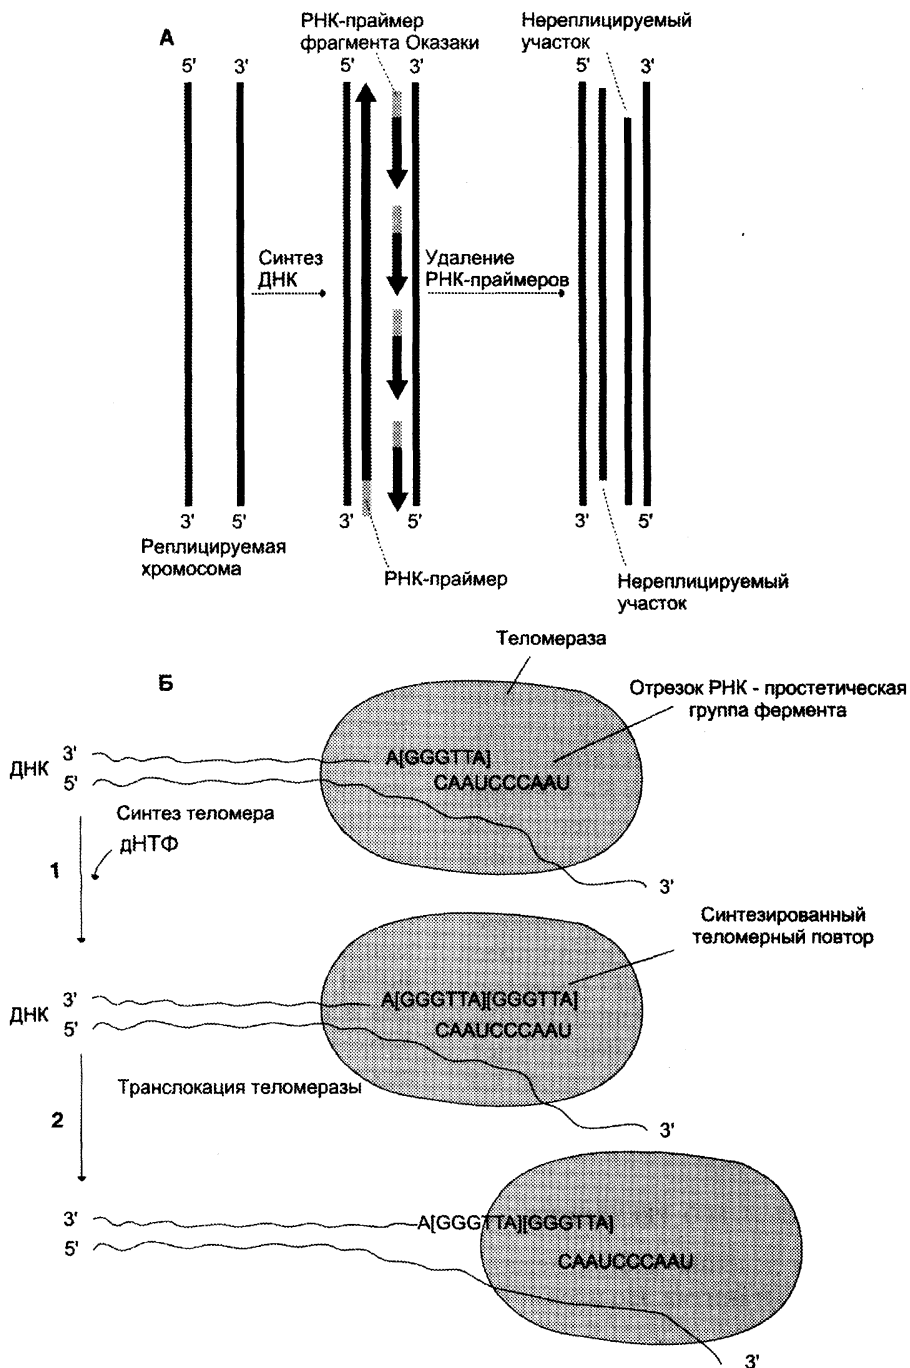 А
РНК-праймер
фрагмента Оказаки
Нереплицируемый
участок
5' 3' 5' 3' 5' 3'
Синтез
ДНК
Удаление
РНК-праймеров
3' 5' 3' 5' 3' 5'
Реплицируемая
хромосома
РНК-праймер
Нереплицируемый
участок
Б
Теломераза
1
Отрезок РНК - простетическая
группа фермента
ДНК
3'
5'
A[GGGTTA]
CAAUCCCAAU
Синтез теломера
дНТФ
1
3'
Синтезированный
теломерный повтор
ДНК
3'
5'
A[GGGTTA][GGGTTA]
CAAUCCCAAU
Транслокация теломеразы
2
3'
3'
5'
A[GGGTTA][GGGTTA]
CAAUCCCAAU
3'